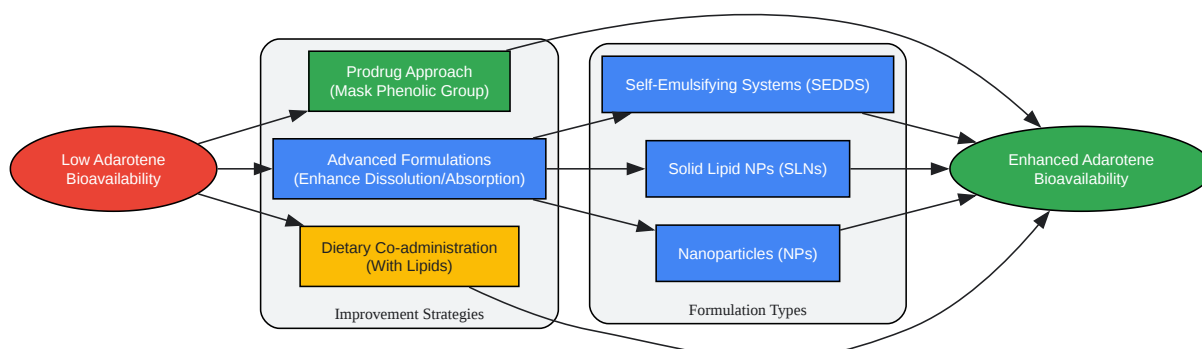 Low Adarotene
Bioavailability
Prodrug Approach
(Mask Phenolic Group)
Advanced Formulations
(Enhance Dissolution/Absorption)
Dietary Co-administration
(With Lipids)
Improvement Strategies
Self-Emulsifying Systems (SEDDS)
Solid Lipid NPs (SLNs)
Nanoparticles (NPs)
Formulation Types
Enhanced Adarotene
Bioavailability